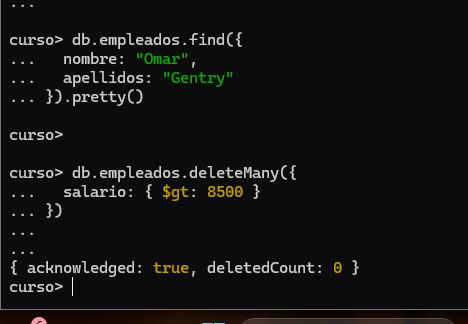 ...
curso> db.empleados.find({
...   nombre: "Omar",
...   apellidos: "Gentry"
... }).pretty()
curso>
curso> db.empleados.deleteMany({
...   salario: { $gt: 8500 }
... })
...
...
{ acknowledged: true, deletedCount: 0 }
curso>